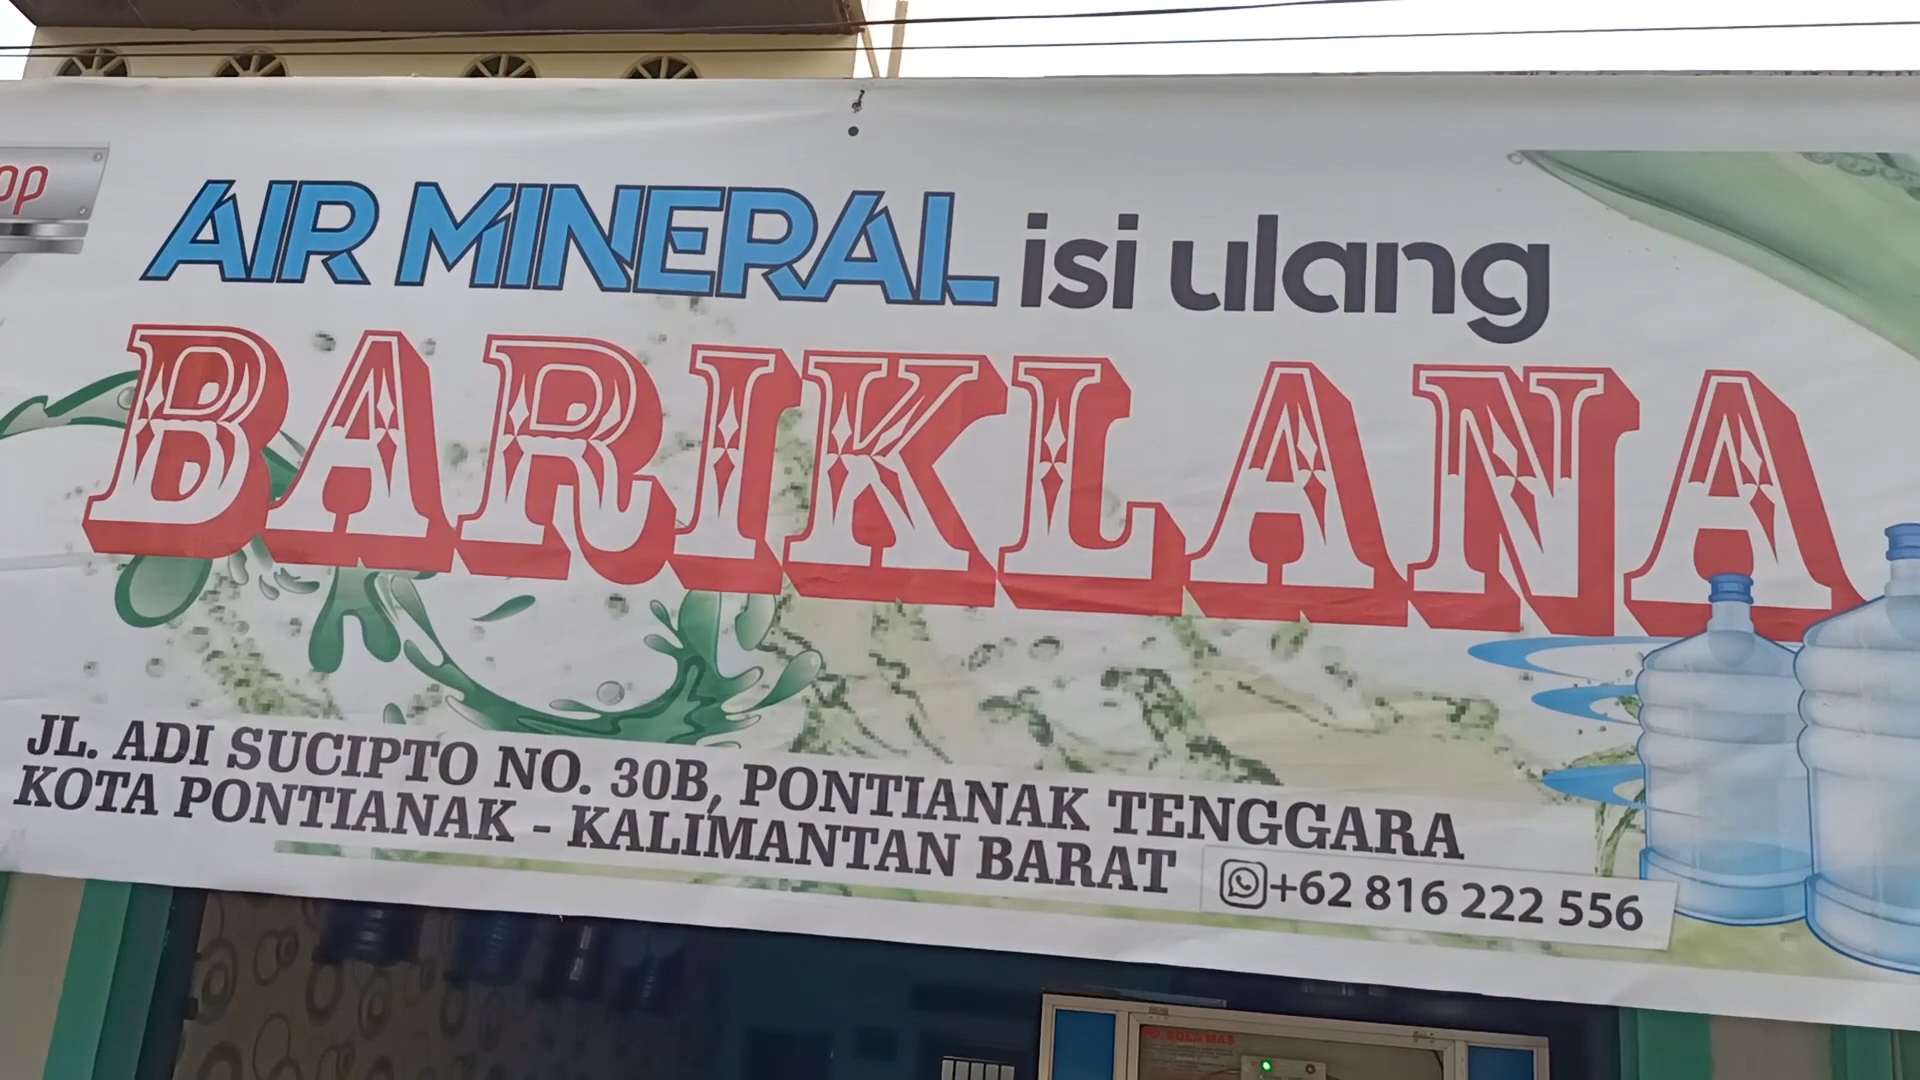 op
AIR MINERAL isi ulang
BARIKLANA
JL. ADI SUCIPTO NO. 30B, PONTIANAK TENGGARA
KOTA PONTIANAK - KALIMANTAN BARAT
+62 816 222 556